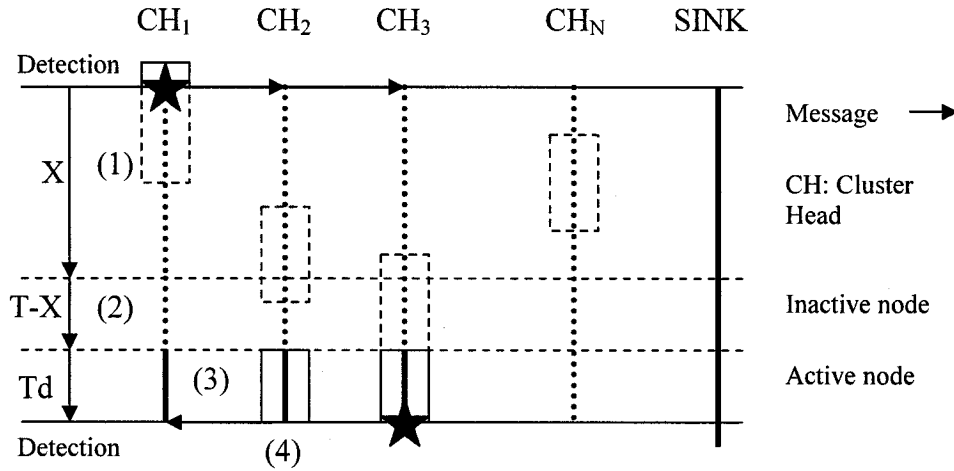 CH₁ CH₂ CH₃ CH_N SINK
Detection
Message
(1)
X
CH: Cluster
Head
T-X (2)
Inactive node
Td (3)
Active node
Detection
(4)